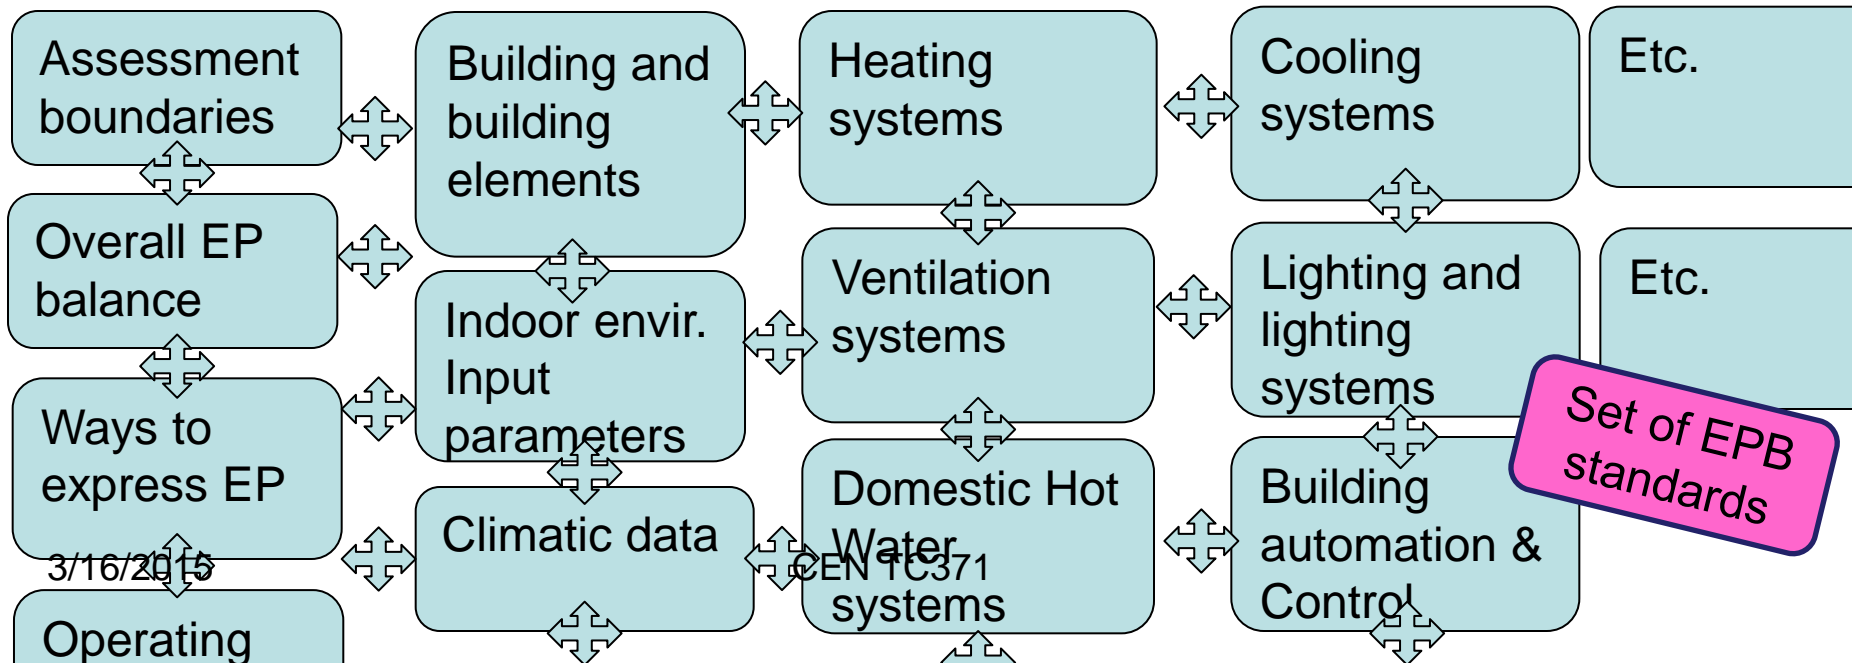 Assessment
boundaries
Building and
building
elements
Heating
systems
Cooling
systems
Etc.
Overall EP
balance
Indoor envir.
Input
parameters
Ventilation
systems
Lighting and
lighting
systems
Etc.
Ways to
express EP
Climatic data
Domestic Hot
Water
systems
Building
automation &
Control
Set of EPB
standards
3/16/2015
CEN TC371
Operating